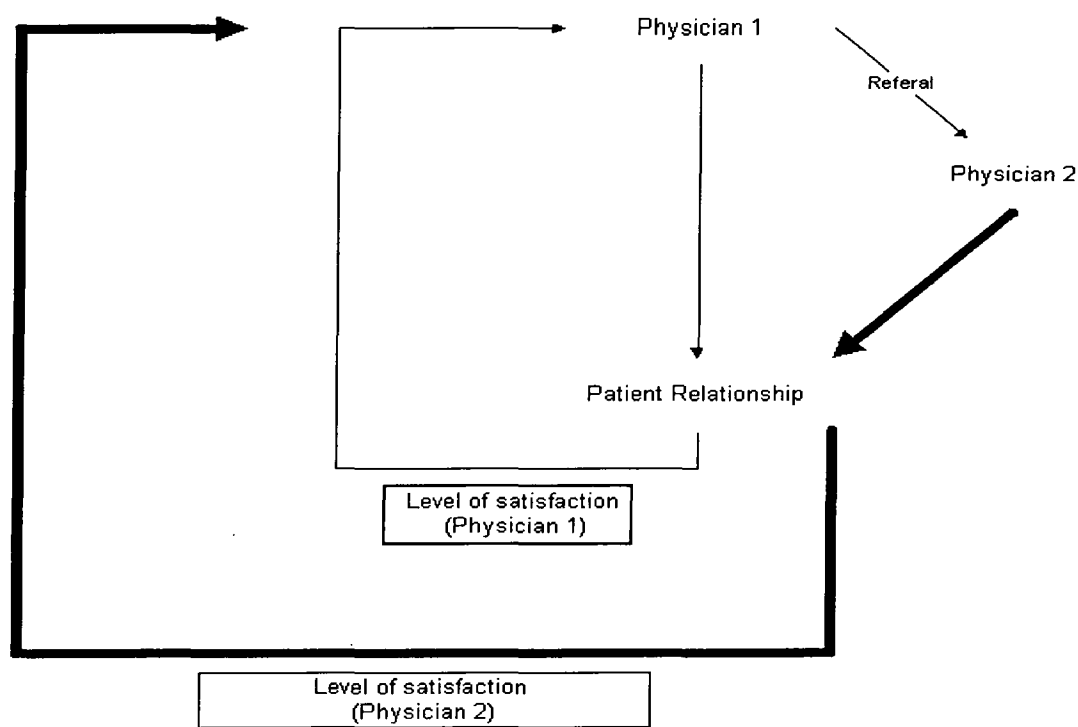 Physician 1
Referal
Physician 2
Patient Relationship
Level of satisfaction
(Physician 1)
Level of satisfaction
(Physician 2)